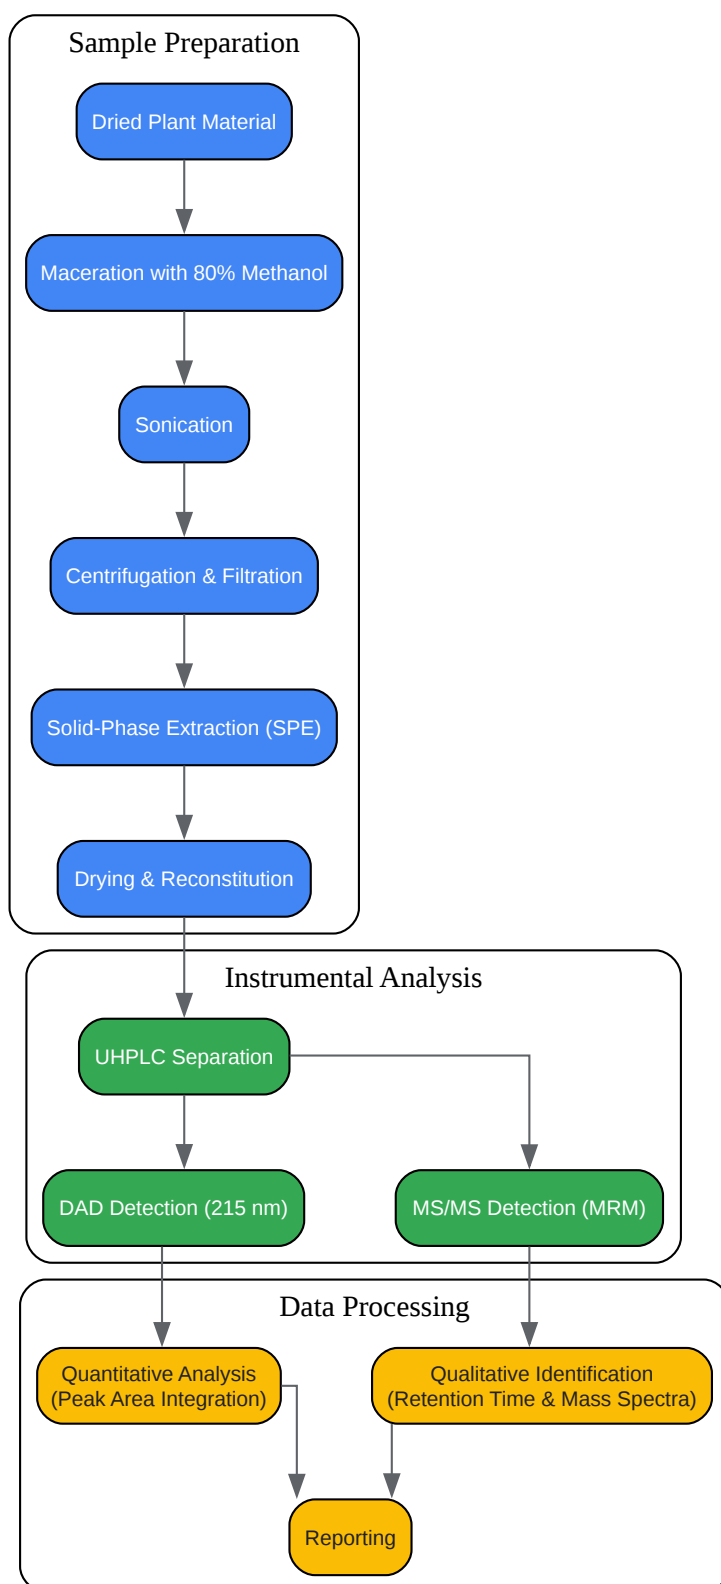 Sample Preparation
Dried Plant Material
Maceration with 80% Methanol
Sonication
Centrifugation & Filtration
Solid-Phase Extraction (SPE)
Drying & Reconstitution
Instrumental Analysis
UHPLC Separation
DAD Detection (215 nm)
MS/MS Detection (MRM)
Data Processing
Quantitative Analysis
(Peak Area Integration)
Qualitative Identification
(Retention Time & Mass Spectra)
Reporting